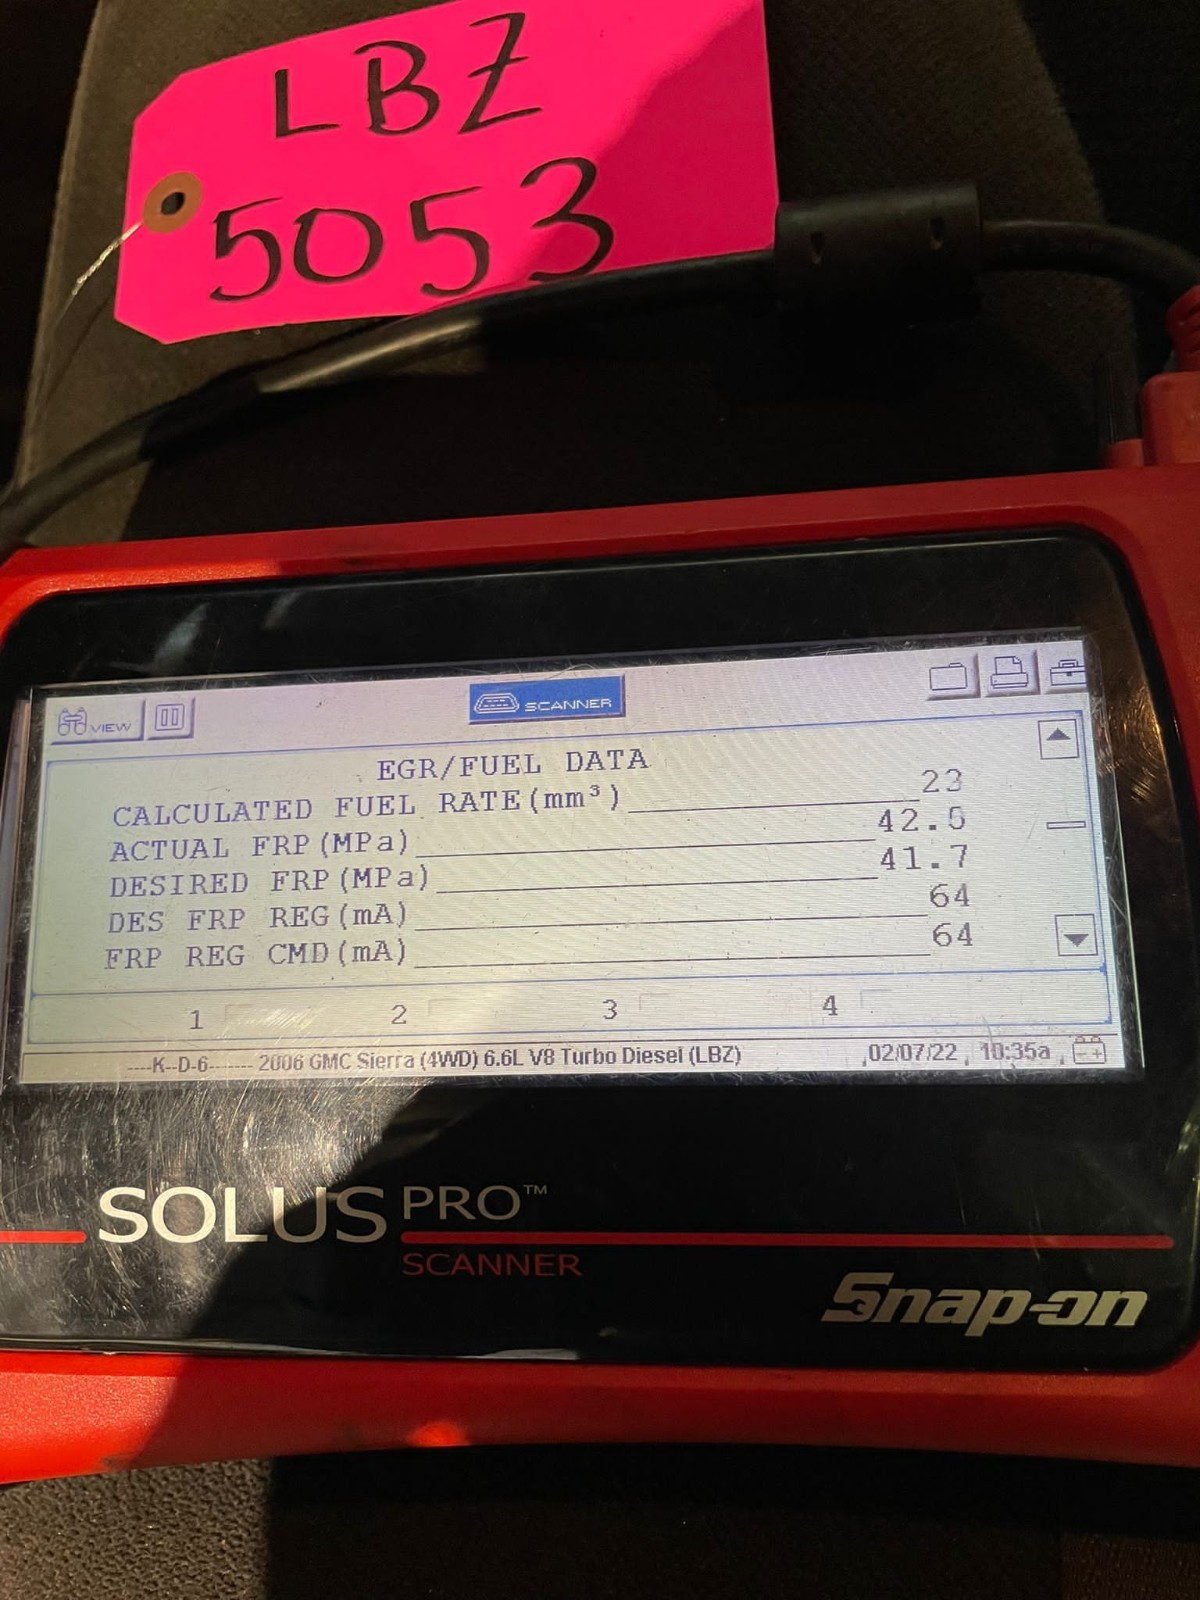 LBZ
5053
VIEW
SCANNER
EGR/FUEL DATA
CALCULATED FUEL RATE(mm³) 23
ACTUAL FRP(MPa) 42.5
DESIRED FRP(MPa) 41.7
DES FRP REG(mA) 64
FRP REG CMD(mA) 64
1 2 3 4
----K--D-6------- 2006 GMC Sierra (4WD) 6.6L V8 Turbo Diesel (LBZ) 02/07/22 10:35a
SOLUS PRO™
SCANNER
Snap-on